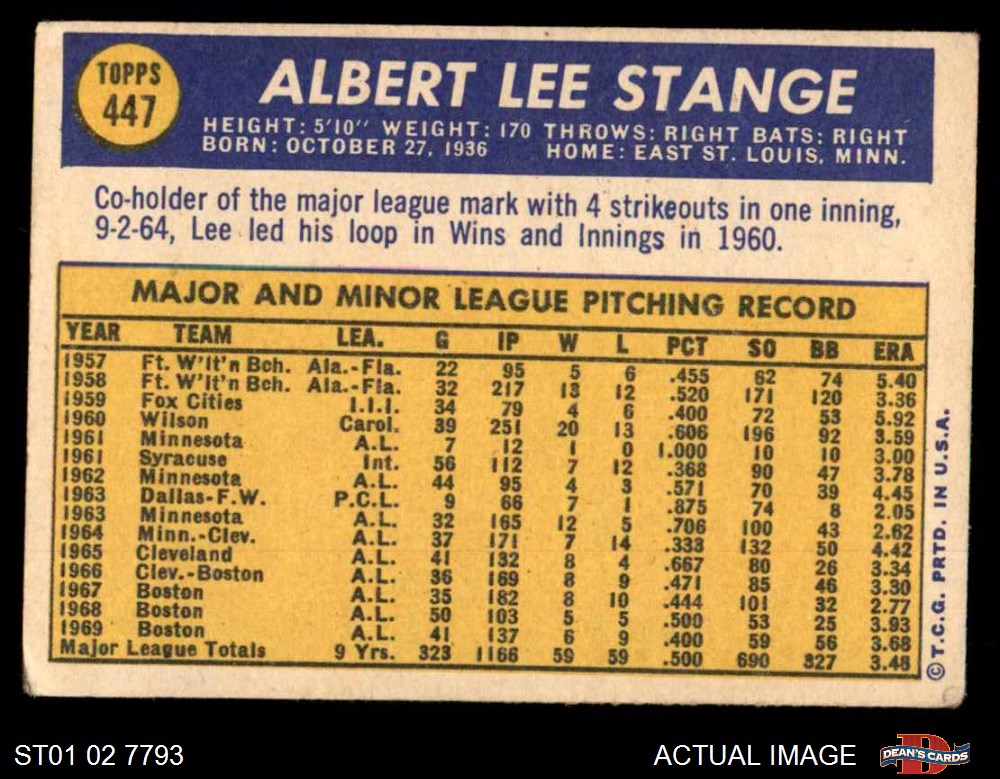 TOPPS
447
ALBERT LEE STANGE
HEIGHT: 5'10" WEIGHT: 170 THROWS: RIGHT BATS: RIGHT
BORN: OCTOBER 27, 1936 HOME: EAST ST. LOUIS, MINN.
Co-holder of the major league mark with 4 strikeouts in one inning,
9-2-64, Lee led his loop in Wins and Innings in 1960.
MAJOR AND MINOR LEAGUE PITCHING RECORD
YEAR TEAM LEA. G IP W L PCT SO BB ERA
1957 Ft. W'lt'n Bch. Ala.-Fla. 22 95 5 6 .455 62 74 5.40
1958 Ft. W'lt'n Bch. Ala.-Fla. 32 217 13 12 .520 171 120 3.36
1959 Fox Cities I.I.I. 34 79 4 6 .400 72 53 5.92
1960 Wilson Carol. 39 251 20 13 .606 196 92 3.59
1961 Minnesota A.L. 7 12 1 0 1.000 10 10 3.00
1961 Syracuse Int. 56 112 7 12 .368 90 47 3.78
1962 Minnesota A.L. 44 95 4 3 .571 70 39 4.45
1963 Dallas-F.W. P.C.L. 9 66 7 1 .875 74 8 2.05
1963 Minnesota A.L. 32 165 12 5 .706 100 43 2.62
1964 Minn.-Clev. A.L. 37 171 7 14 .333 132 50 4.42
1965 Cleveland A.L. 41 132 8 4 .667 80 26 3.34
1966 Clev.-Boston A.L. 36 169 8 9 .471 85 46 3.30
1967 Boston A.L. 35 182 8 10 .444 101 32 2.77
1968 Boston A.L. 50 103 5 5 .500 53 25 3.93
1969 Boston A.L. 41 137 6 9 .400 59 56 3.68
Major League Totals 9 Yrs. 323 1166 59 59 .500 690 327 3.48
©T.C.G. PRTD. IN U.S.A.
ST01 02 7793
ACTUAL IMAGE
DEAN'S CARDS